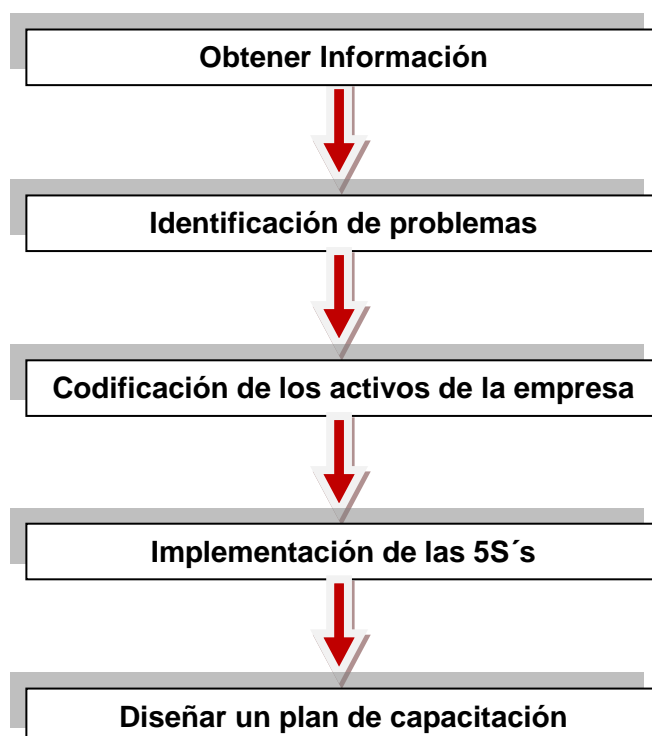 Obtener Información
Identificación de problemas
Codificación de los activos de la empresa
Implementación de las 5S´s
Diseñar un plan de capacitación